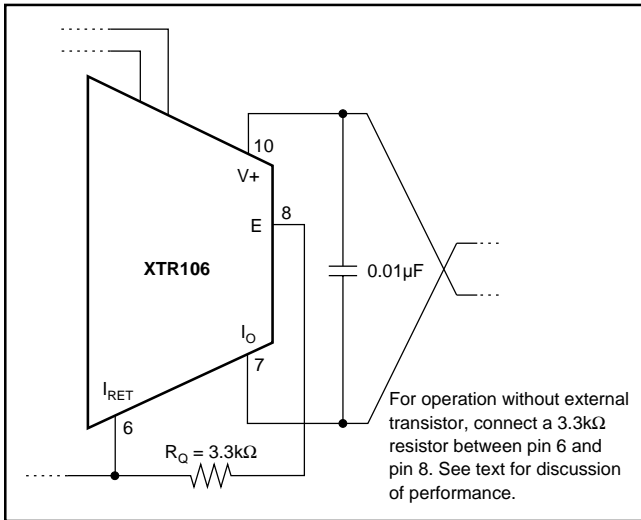 10
V+
8
E
XTR106
0.01µF
I_O
7
I_RET
6
R_Q = 3.3kΩ
For operation without external
transistor, connect a 3.3kΩ
resistor between pin 6 and
pin 8. See text for discussion
of performance.